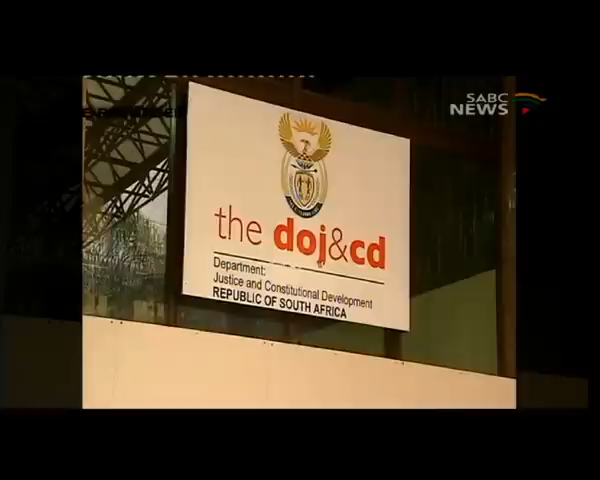 SABC
NEWS
the doj&cd
Department:
Justice and Constitutional Development
REPUBLIC OF SOUTH AFRICA